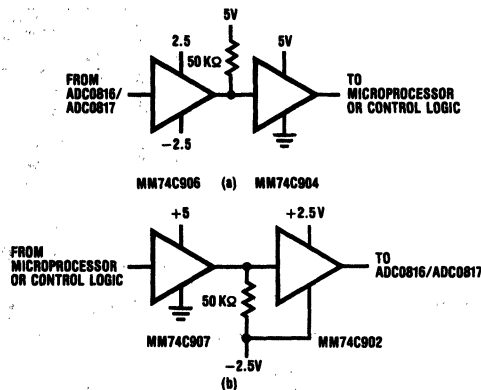 5V
2.5
50 KΩ
5V
FROM
ADC0816/
ADC0817
TO
MICROPROCESSOR
OR CONTROL LOGIC
−2.5
MM74C906 (a) MM74C904
+5
+2.5V
FROM
MICROPROCESSOR
OR CONTROL LOGIC
TO
ADC0816/ADC0817
50 KΩ
MM74C907
MM74C902
−2.5V
(b)